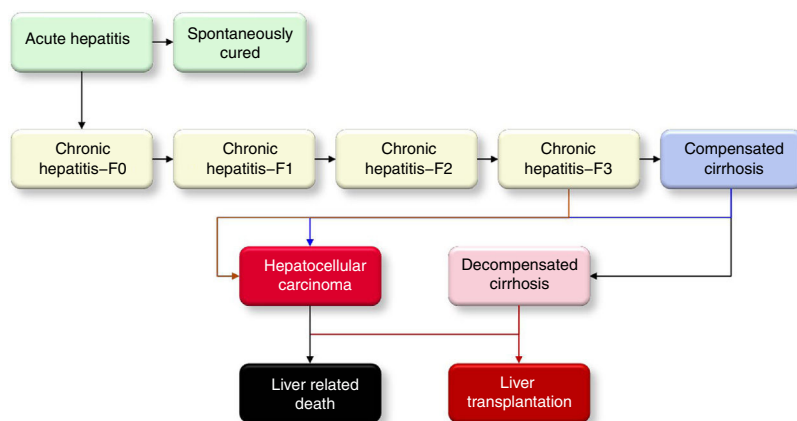 Acute hepatitis
Spontaneously
cured
Chronic
hepatitis–F0
Chronic
hepatitis–F1
Chronic
hepatitis–F2
Chronic
hepatitis–F3
Compensated
cirrhosis
Hepatocellular
carcinoma
Decompensated
cirrhosis
Liver related
death
Liver
transplantation